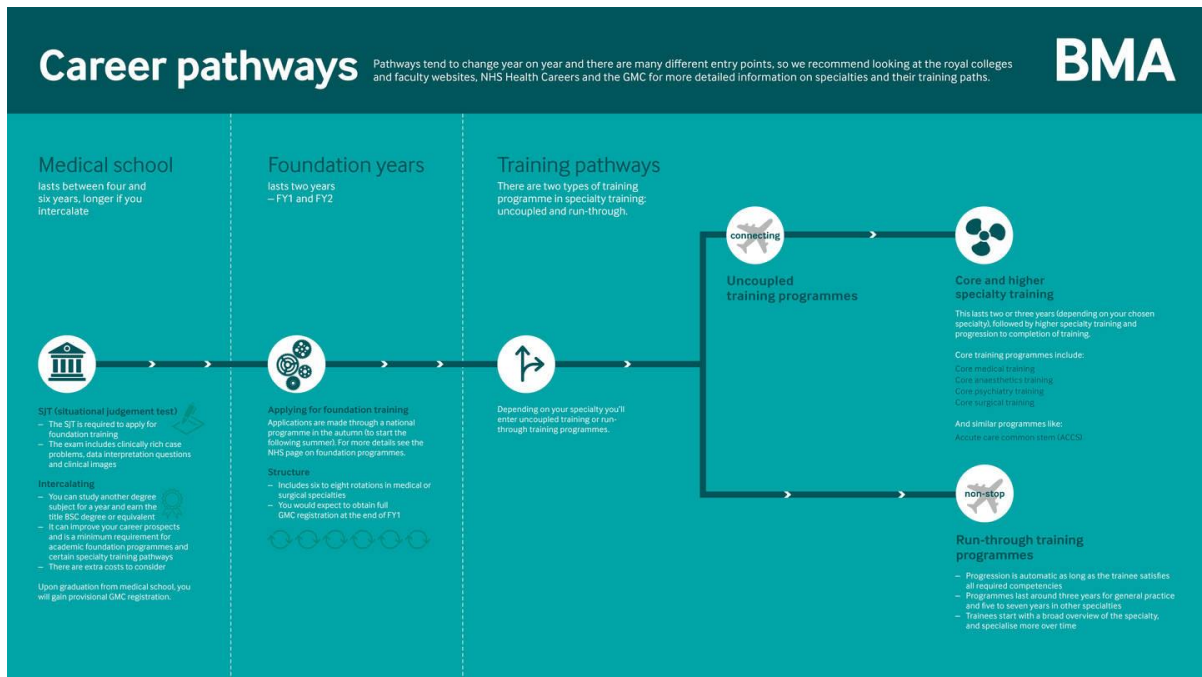 Career pathways
Pathways tend to change year on year and there are many different entry points, so we recommend looking at the royal colleges
and faculty websites, NHS Health Careers and the GMC for more detailed information on specialties and their training paths.
BMA
Medical school
lasts between four and
six years, longer if you
intercalate
Foundation years
lasts two years
– FY1 and FY2
Training pathways
There are two types of training
programme in specialty training:
uncoupled and run-through.
SJT (situational judgement test)
– The SJT is required to apply for
foundation training
– The exam includes clinically rich case
problems, data interpretation questions
and clinical images
Intercalating
– You can study another degree
subject for a year and earn the
title BSC degree or equivalent
– It can improve your career prospects
and is a minimum requirement for
academic foundation programmes and
certain specialty training pathways
– There are extra costs to consider
Upon graduation from medical school, you
will gain provisional GMC registration.
Applying for foundation training
Applications are made through a national
programme in the autumn (to start the
following summer). For more details see the
NHS page on foundation programmes.
Structure
– Includes six to eight rotations in medical or
surgical specialties
– You would expect to obtain full
GMC registration at the end of FY1
Depending on your specialty you'll
enter uncoupled training or run-
through training programmes.
connecting
Uncoupled
training programmes
Core and higher
specialty training
This lasts two or three years (depending on your chosen
specialty), followed by higher specialty training and
progression to completion of training.
Core training programmes include:
Core medical training
Core anaesthetics training
Core psychiatry training
Core surgical training
And similar programmes like:
Accute care common stem (ACCS)
non-stop
Run-through training
programmes
– Progression is automatic as long as the trainee satisfies
all required competencies
– Programmes last around three years for general practice
and five to seven years in other specialties
– Trainees start with a broad overview of the specialty,
and specialise more over time